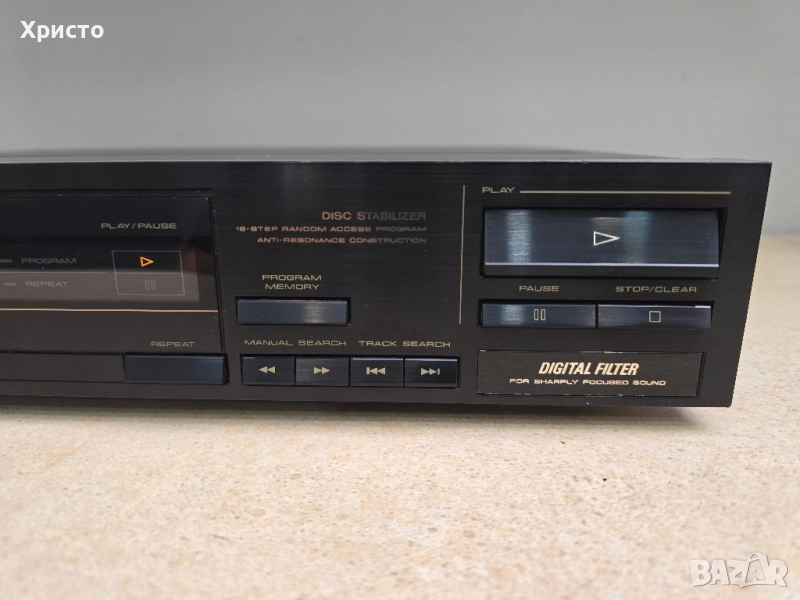 Христо
PLAY
DISC STABILIZER
PLAY/PAUSE
16-STEP RANDOM ACCESS PROGRAM
ANTI-RESONANCE CONSTRUCTION
PROGRAM
REPEAT
PROGRAM
MEMORY
PAUSE
STOP/CLEAR
REPEAT
MANUAL SEARCH
TRACK SEARCH
DIGITAL FILTER
FOR SHARPLY FOCUSED SOUND
BAZAR